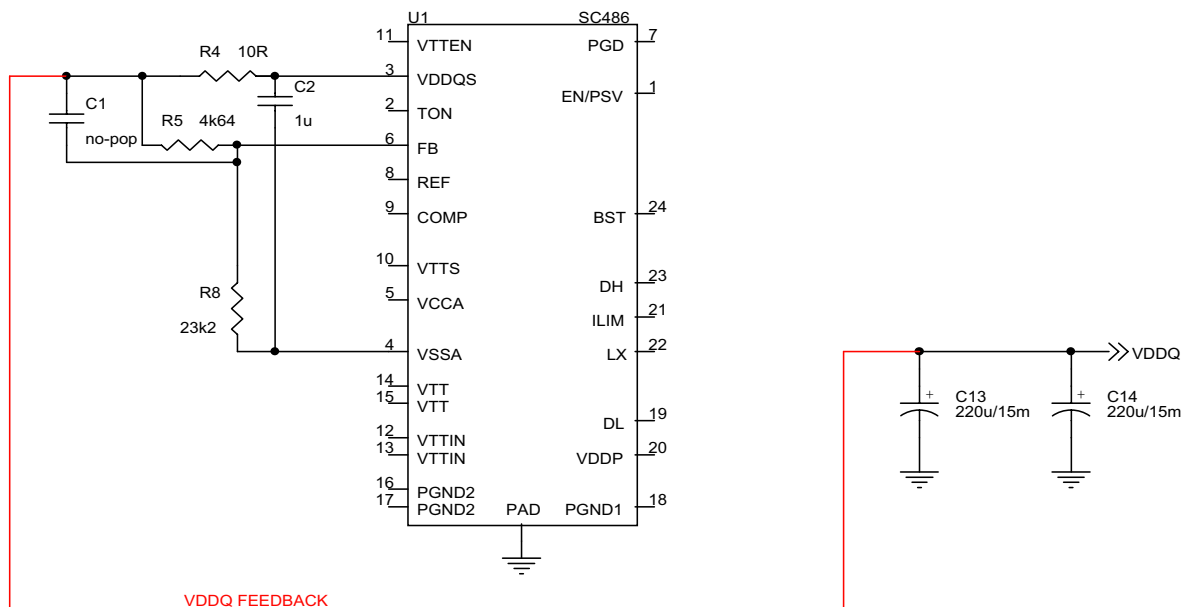 U1 SC486
R4 10R
11 VTTEN
PGD 7
3 VDDQS
C1
C2
EN/PSV 1
2 TON
R5 4k64
1u
no-pop
6 FB
8 REF
9 COMP
BST 24
10 VTTS
DH 23
R8
5 VCCA
ILIM 21
23k2
4 VSSA
LX 22
VDDQ
14 VTT
15 VTT
C13
220u/15m
C14
220u/15m
DL 19
12 VTTIN
13 VTTIN
VDDP 20
16 PGND2
17 PGND2
PAD
PGND1 18
VDDQ FEEDBACK